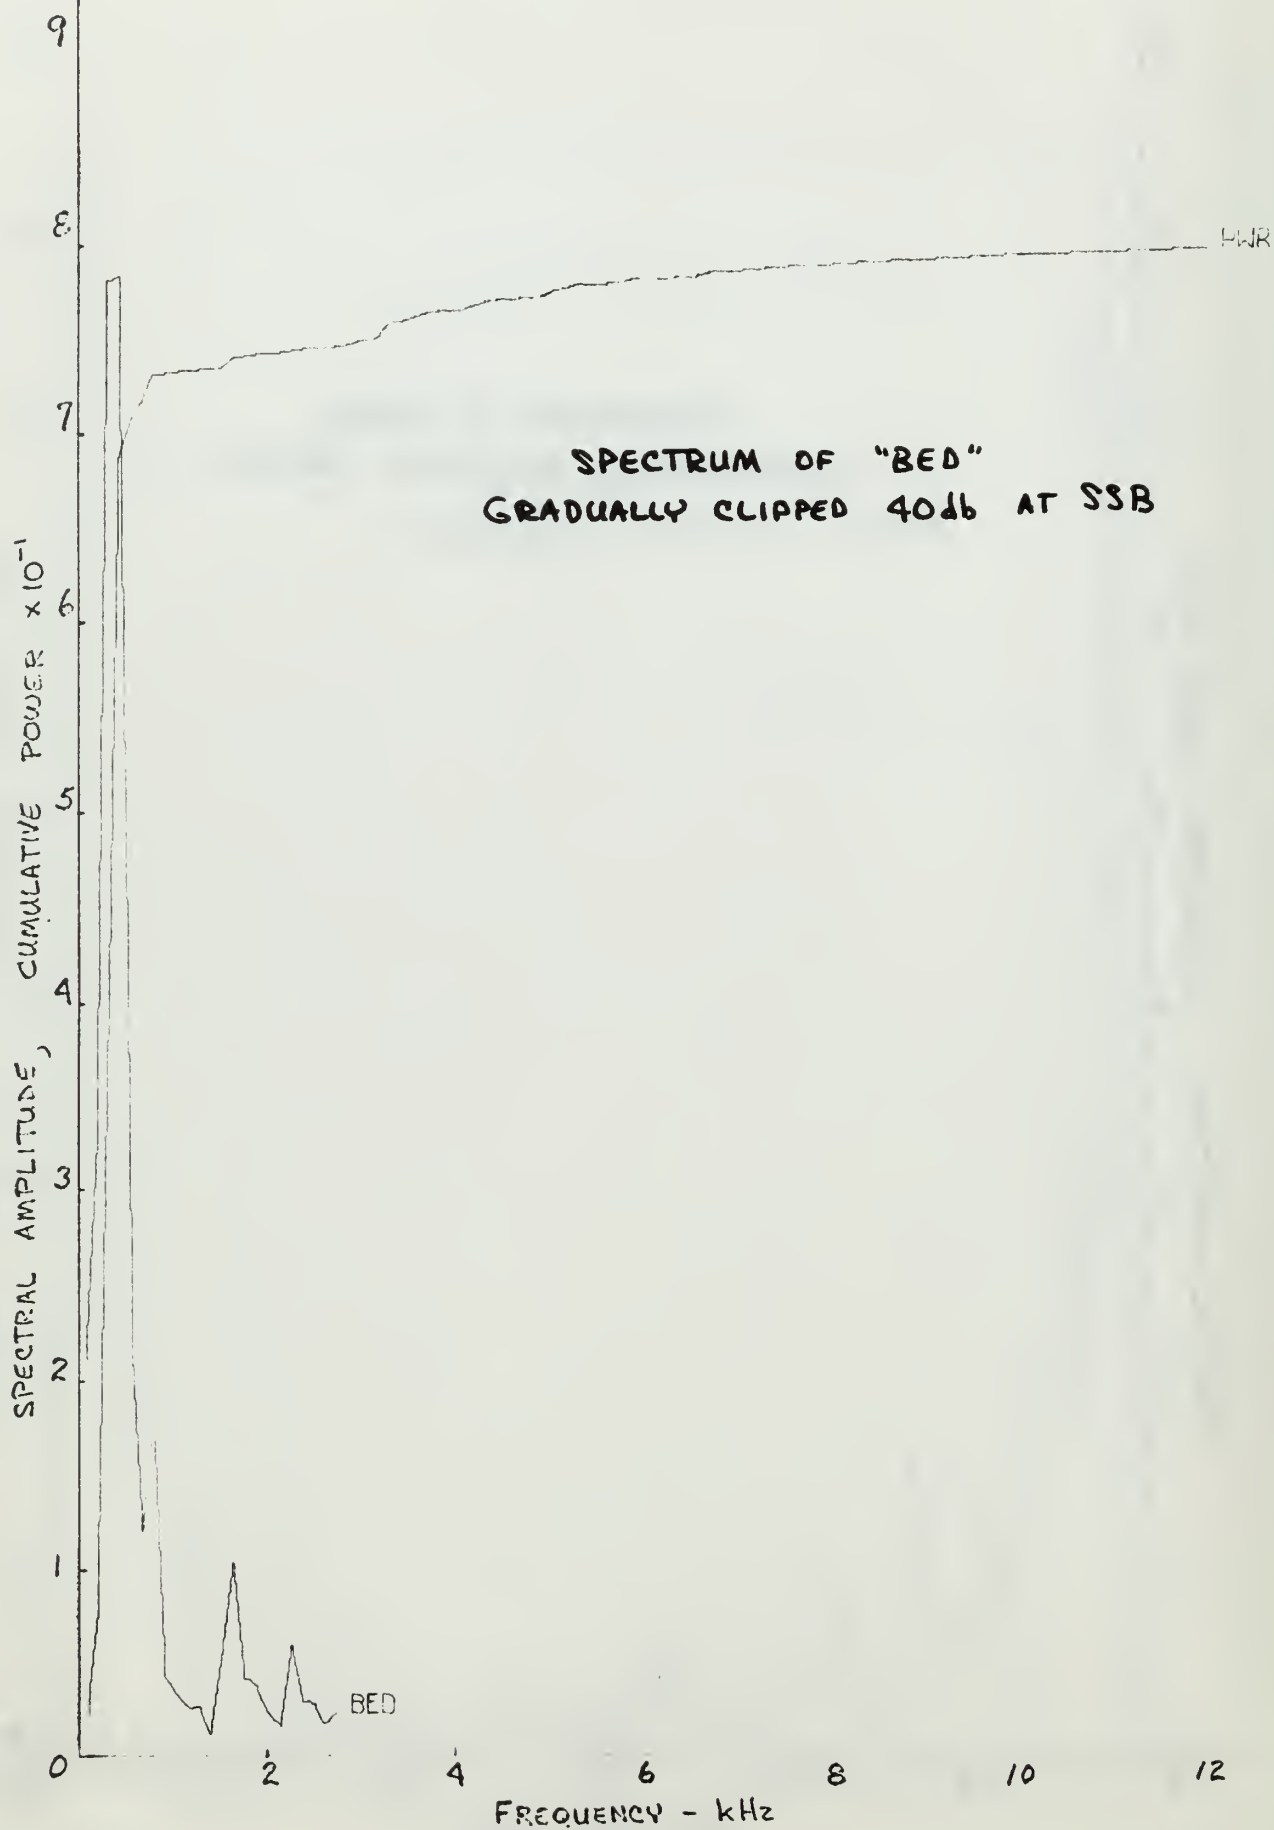 9
8
7
6
5
4
3
2
1
0
SPECTRAL AMPLITUDE, CUMULATIVE POWER x10⁻¹
PWR
SPECTRUM OF "BED"
GRADUALLY CLIPPED 40db AT SSB
BED
2 4 6 8 10 12
FREQUENCY - kHz